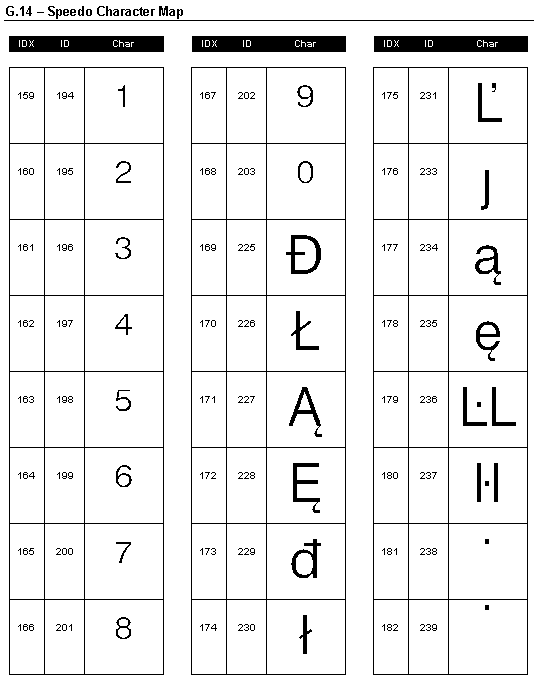 G.14 – Speedo Character Map
IDX ID Char
159 194 1
160 195 2
161 196 3
162 197 4
163 198 5
164 199 6
165 200 7
166 201 8
IDX ID Char
167 202 9
168 203 0
169 225 Đ
170 226 Ł
171 227 Ą
172 228 Ę
173 229 đ
174 230 ł
IDX ID Char
175 231 Ľ
176 233 ȷ
177 234 ą
178 235 ę
179 236 L·L
180 237 l·l
181 238 ˙
182 239 ˙